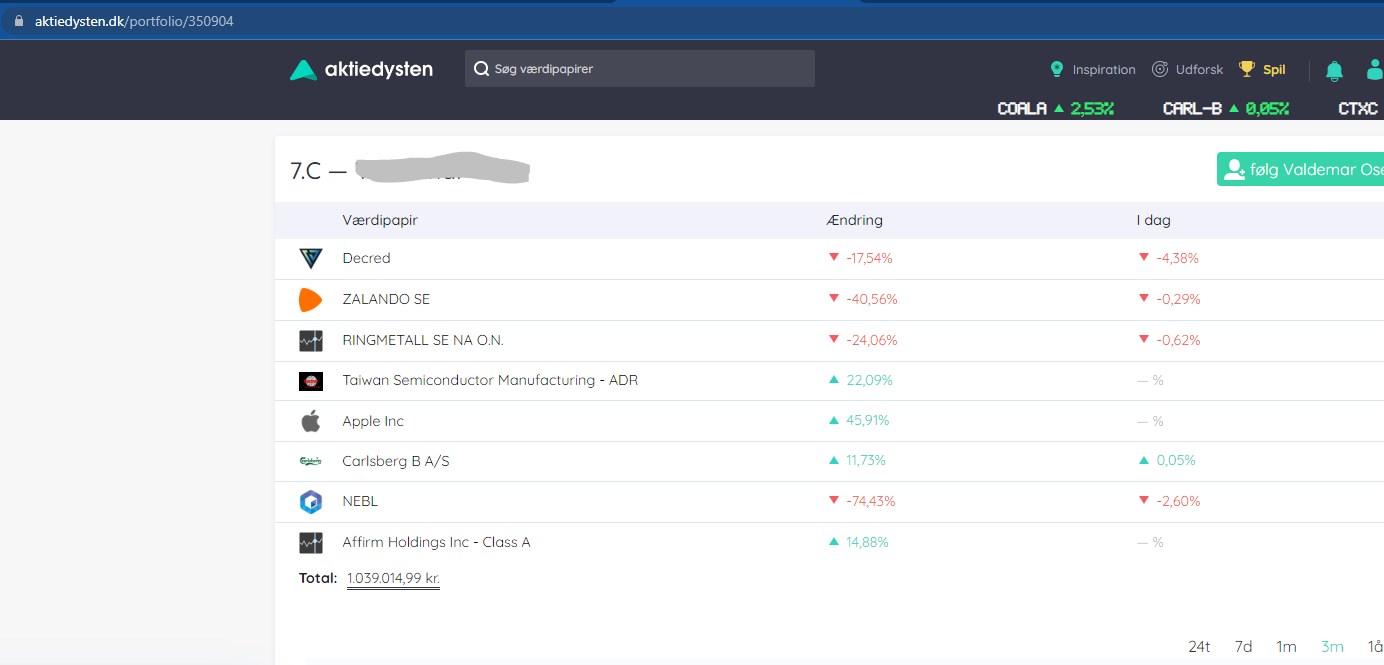 aktiedysten.dk/portfolio/350904
aktiedysten
Søg værdipapirer
Inspiration
Udforsk
Spil
COALA ▲ 2,53% CARL-B ▲ 0,05% CTXC
7.C —
følg Valdemar Ose
Værdipapir Ændring I dag
Decred ▼ -17,54% ▼ -4,38%
ZALANDO SE ▼ -40,56% ▼ -0,29%
RINGMETALL SE NA O.N. ▼ -24,06% ▼ -0,62%
Taiwan Semiconductor Manufacturing - ADR ▲ 22,09% — %
Apple Inc ▲ 45,91% — %
Carlsberg B A/S ▲ 11,73% ▲ 0,05%
NEBL ▼ -74,43% ▼ -2,60%
Affirm Holdings Inc - Class A ▲ 14,88% — %
Total: 1.039.014,99 kr.
24t 7d 1m 3m 1å